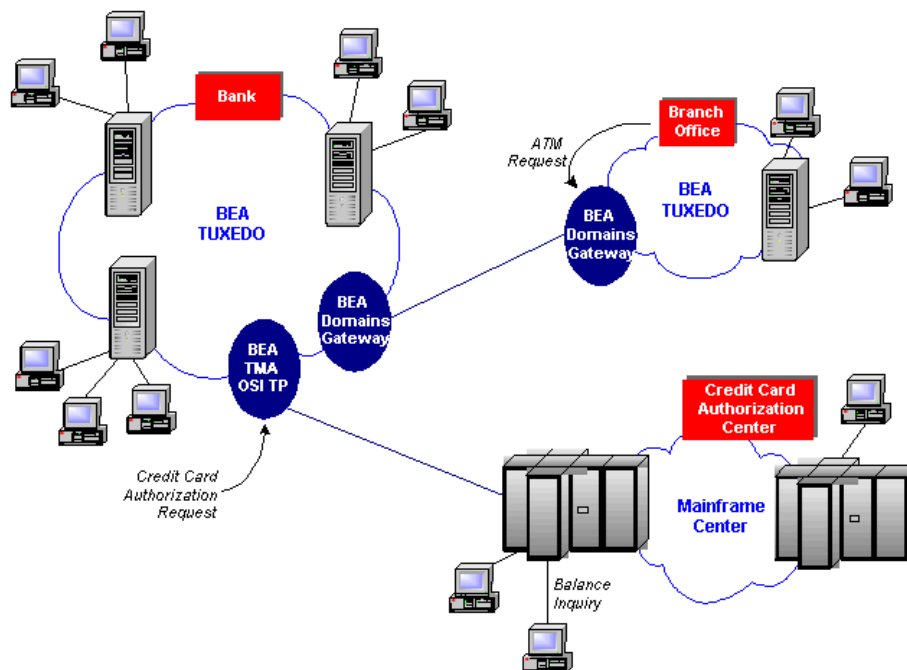 Bank
BEA
TUXEDO
BEA
Domains
Gateway
BEA
TMA
OSI TP
Credit Card
Authorization
Request
ATM
Request
Branch
Office
BEA
TUXEDO
BEA
Domains
Gateway
Credit Card
Authorization
Center
Mainframe
Center
Balance
Inquiry